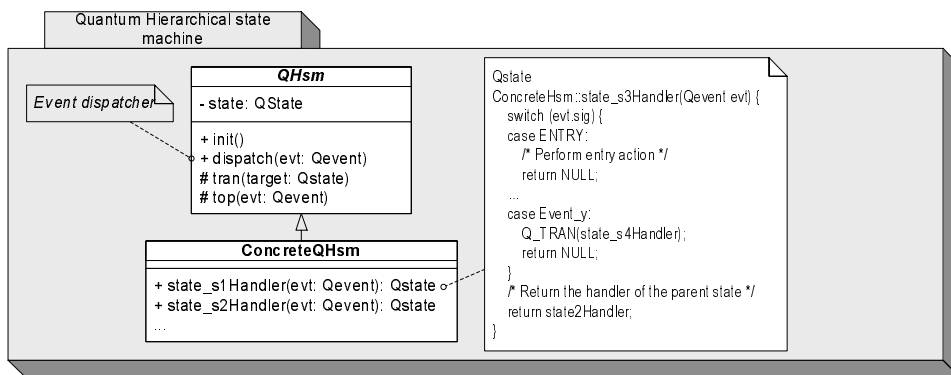 Quantum Hierarchical state
machine
QHsm
- state: QState
+ init()
+ dispatch(evt: Qevent)
# tran(target: Qstate)
# top(evt: Qevent)
Event dispatcher
ConcreteQHsm
+ state_s1Handler(evt: Qevent): Qstate
+ state_s2Handler(evt: Qevent): Qstate
...
Qstate
ConcreteHsm::state_s3Handler(Qevent evt) {
switch (evt.sig) {
case ENTRY:
/* Perform entry action */
return NULL;
...
case Event_y:
Q_TRAN(state_s4Handler);
return NULL;
}
/* Return the handler of the parent state */
return state2Handler;
}